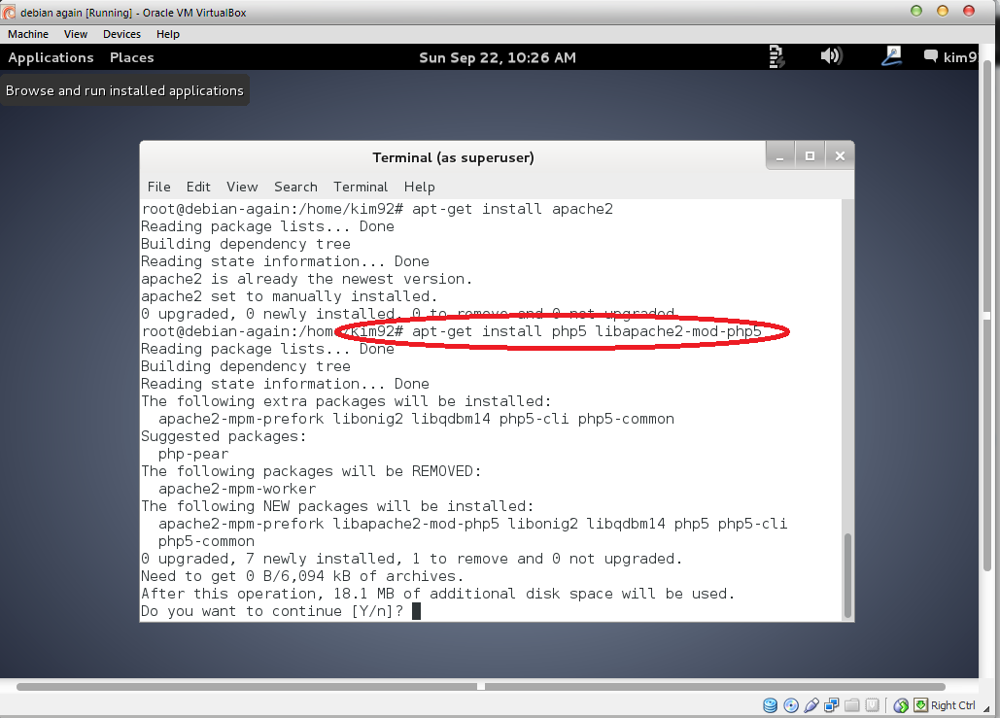 debian again [Running] - Oracle VM VirtualBox
Machine View Devices Help
Applications Places Sun Sep 22, 10:26 AM kim9
Browse and run installed applications
Terminal (as superuser)
File Edit View Search Terminal Help
root@debian-again:/home/kim92# apt-get install apache2
Reading package lists... Done
Building dependency tree
Reading state information... Done
apache2 is already the newest version.
apache2 set to manually installed.
0 upgraded, 0 newly installed, 0 to remove and 0 not upgraded.
root@debian-again:/home/kim92# apt-get install php5 libapache2-mod-php5
Reading package lists... Done
Building dependency tree
Reading state information... Done
The following extra packages will be installed:
apache2-mpm-prefork libonig2 libqdbm14 php5-cli php5-common
Suggested packages:
php-pear
The following packages will be REMOVED:
apache2-mpm-worker
The following NEW packages will be installed:
apache2-mpm-prefork libapache2-mod-php5 libonig2 libqdbm14 php5 php5-cli
php5-common
0 upgraded, 7 newly installed, 1 to remove and 0 not upgraded.
Need to get 0 B/6,094 kB of archives.
After this operation, 18.1 MB of additional disk space will be used.
Do you want to continue [Y/n]?
Right Ctrl